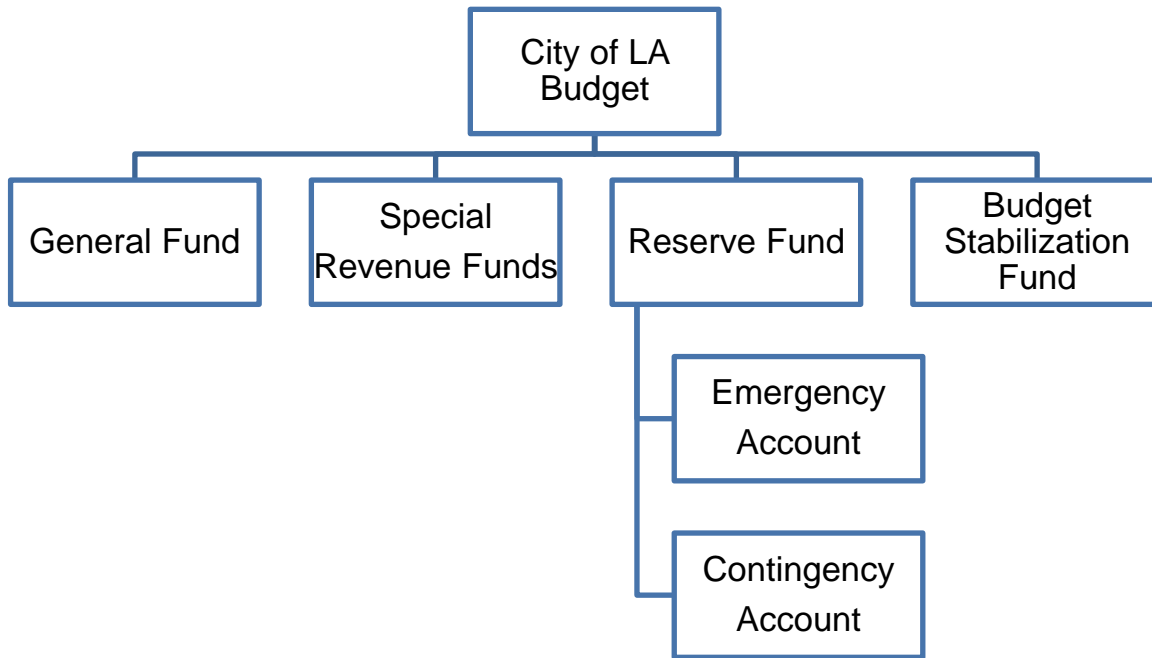 City of LA
Budget
General Fund
Special
Revenue Funds
Reserve Fund
Budget
Stabilization
Fund
Emergency
Account
Contingency
Account